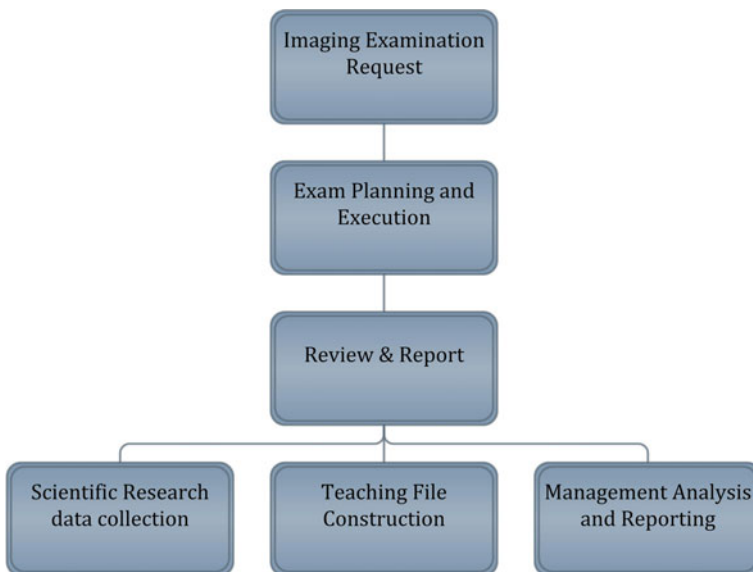 Imaging Examination
Request
Exam Planning and
Execution
Review & Report
Scientific Research
data collection
Teaching File
Construction
Management Analysis
and Reporting